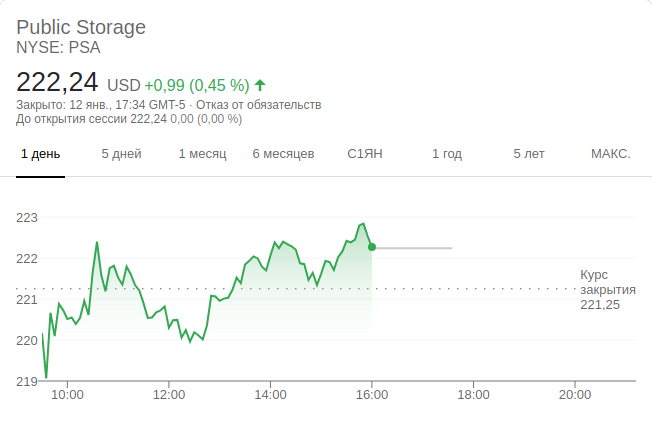 Public Storage
NYSE: PSA
222,24 USD +0,99 (0,45 %)
Закрыто: 12 янв., 17:34 GMT-5 · Отказ от обязательств
До открытия сессии 222,24 0,00 (0,00 %)
1 день 5 дней 1 месяц 6 месяцев С1ЯН 1 год 5 лет МАКС.
223
222
221
220
219
Курс
закрытия
221,25
10:00 12:00 14:00 16:00 18:00 20:00